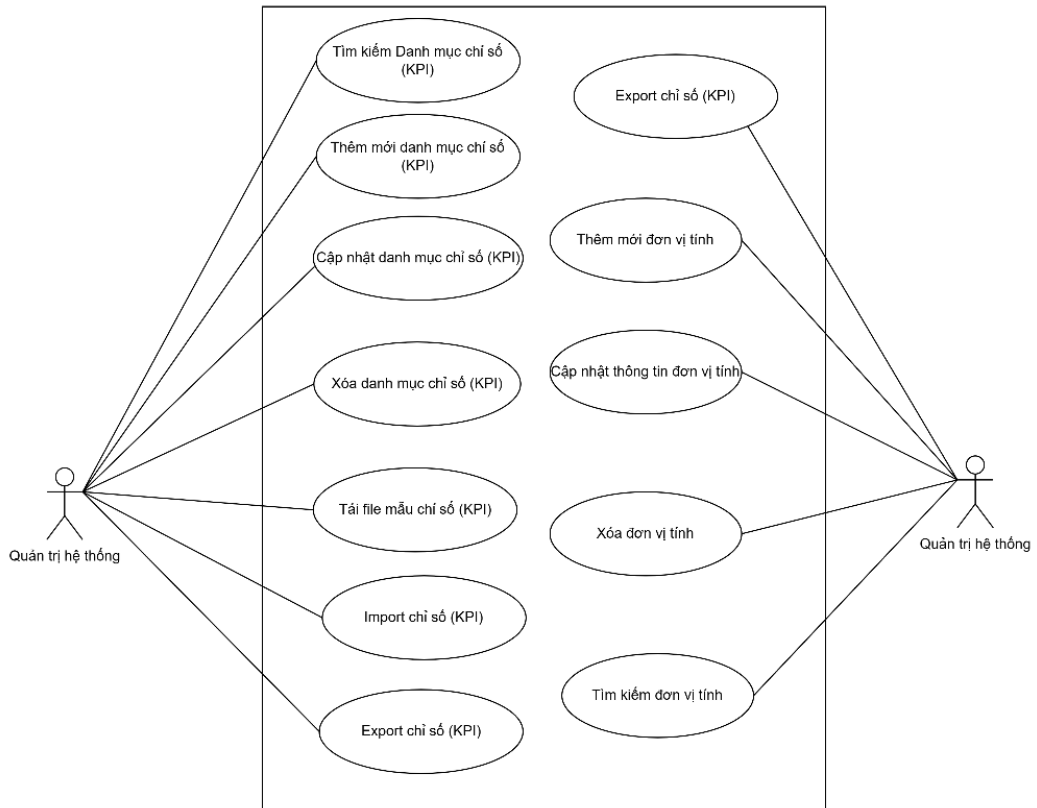 Tìm kiếm Danh mục chỉ số
(KPI)
Thêm mới danh mục chỉ số
(KPI)
Cập nhật danh mục chỉ số (KPI)
Xóa danh mục chỉ số (KPI)
Tải file mẫu chỉ số (KPI)
Import chỉ số (KPI)
Export chỉ số (KPI)
Quản trị hệ thống
Export chỉ số (KPI)
Thêm mới đơn vị tính
Cập nhật thông tin đơn vị tính
Xóa đơn vị tính
Tìm kiếm đơn vị tính
Quản trị hệ thống